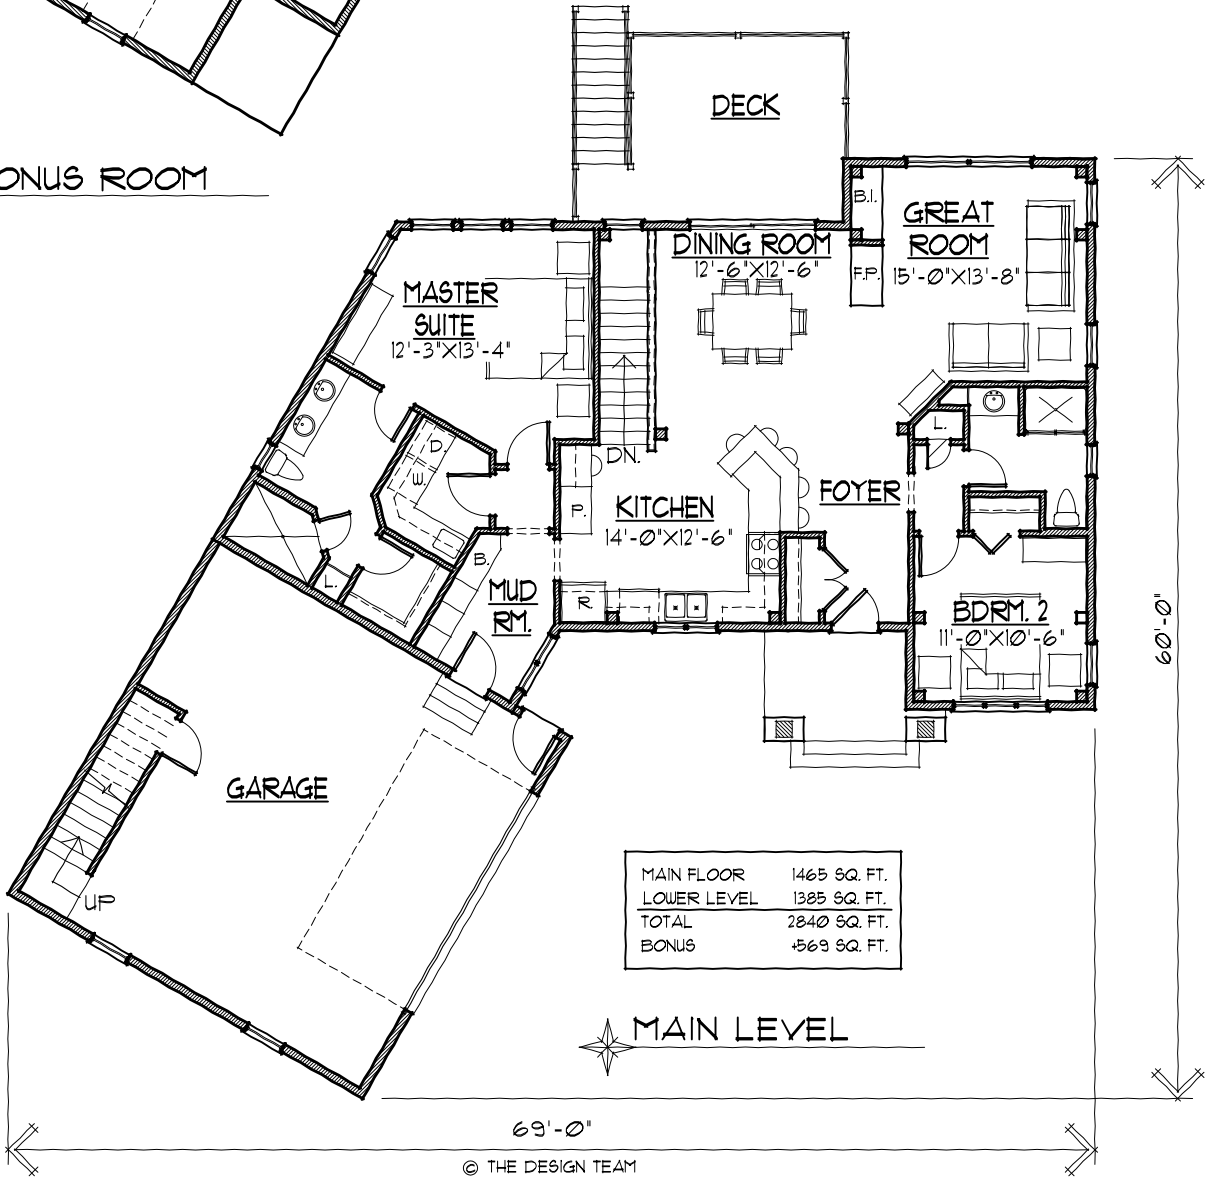 DECK
ONUS ROOM
B.I.
GREAT
ROOM
15'-0"X13'-8"
F.P.
DINING ROOM
12'-6"X12'-6"
MASTER
SUITE
12'-3"X13'-4"
D.
W.
L.
DN.
KITCHEN
14'-0"X12'-6"
P.
FOYER
B.
L.
MUD
RM.
R.
BDRM. 2
11'-0"X10'-6"
60'-0"
GARAGE
UP
MAIN FLOOR 1465 SQ. FT.
LOWER LEVEL 1385 SQ. FT.
TOTAL 2840 SQ. FT.
BONUS +569 SQ. FT.
MAIN LEVEL
69'-0"
© THE DESIGN TEAM